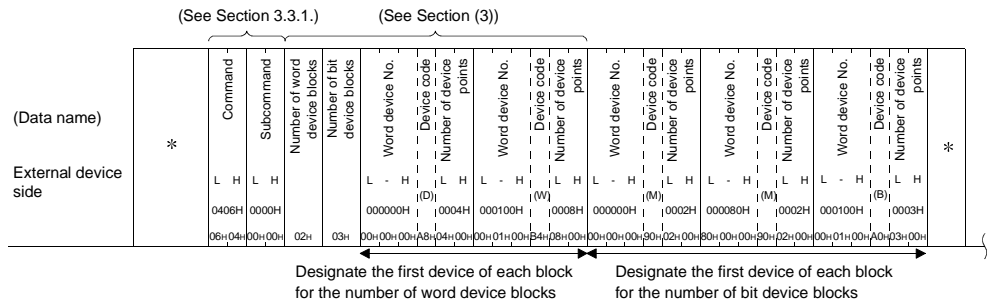 (See Section 3.3.1.) (See Section (3))
(Data name)
External device
side
*
Command
Subcommand
Number of word
device blocks
Number of bit
device blocks
Word device No.
Device code
Number of device
points
Word device No.
Device code
Number of device
points
Word device No.
Device code
Number of device
points
Word device No.
Device code
Number of device
points
Word device No.
Device code
Number of device
points
*
L H L H L - H L H L - H L H L - H L H L - H L H L - H L H
(D) (W) (M) (M) (B)
0406H 0000H 000000H 0004H 000100H 0008H 000000H 0002H 000080H 0002H 000100H 0003H
06H 04H 00H 00H 02H 03H 00H 00H 00H A8H 04H 00H 00H 01H 00H B4H 08H 00H 00H 00H 00H 90H 02H 00H 80H 00H 00H 90H 02H 00H 00H 01H 00H A0H 03H 00H
Designate the first device of each block
for the number of word device blocks
Designate the first device of each block
for the number of bit device blocks